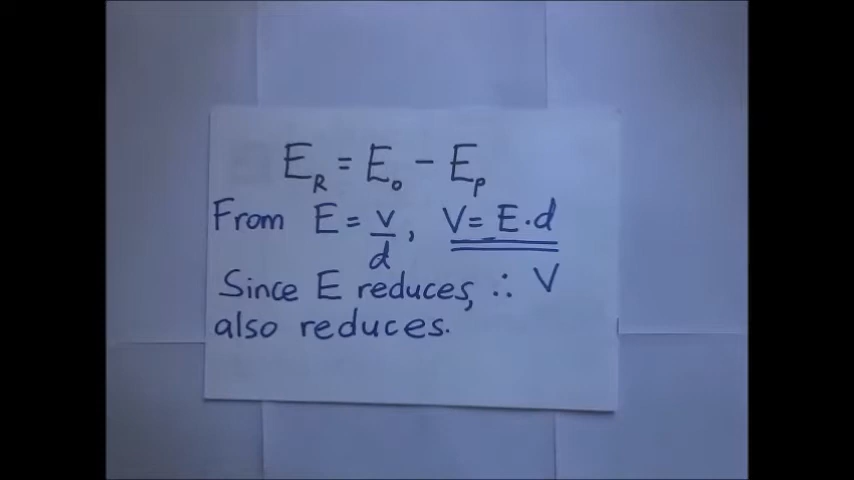 E_R = E_o - E_p
From E = v/d, V = E·d
Since E reduces, ∴ V
also reduces.